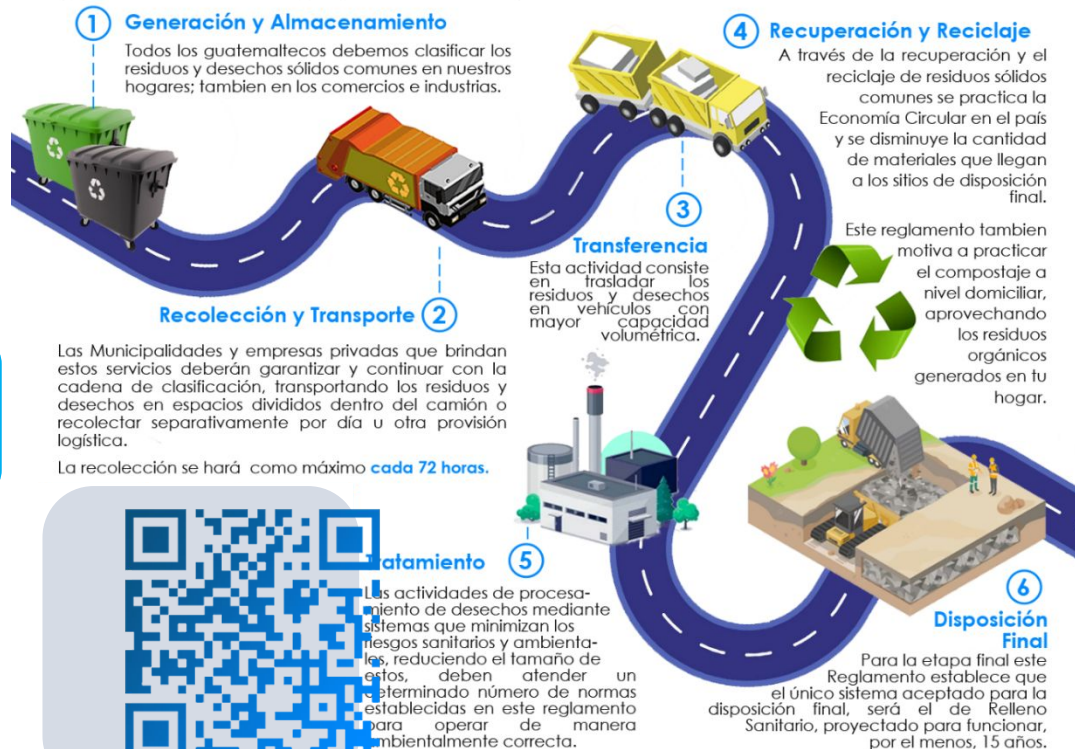 1 Generación y Almacenamiento
Todos los guatemaltecos debemos clasificar los
residuos y desechos sólidos comunes en nuestros
hogares; tambien en los comercios e industrias.
Recolección y Transporte 2
Las Municipalidades y empresas privadas que brindan
estos servicios deberán garantizar y continuar con la
cadena de clasificación, transportando los residuos y
desechos en espacios divididos dentro del camión o
recolectar separativamente por día u otra provisión
logística.
La recolección se hará como máximo cada 72 horas.
3
Transferencia
Esta actividad consiste
en trasladar los
residuos y desechos
en vehículos con
mayor capacidad
volumétrica.
4 Recuperación y Reciclaje
A través de la recuperación y el
reciclaje de residuos sólidos
comunes se practica la
Economía Circular en el país
y se disminuye la cantidad
de materiales que llegan
a los sitios de disposición
final.
Este reglamento tambien
motiva a practicar
el compostaje a
nivel domiciliar,
aprovechando
los residuos
orgánicos
generados en tu
hogar.
Tratamiento 5
Las actividades de procesa-
miento de desechos mediante
sistemas que minimizan los
riesgos sanitarios y ambienta-
les, reduciendo el tamaño de
estos, deben atender un
determinado número de normas
establecidas en este reglamento
para operar de manera
ambientalmente correcta.
6
Disposición
Final
Para la etapa final este
Reglamento establece que
el único sistema aceptado para la
disposición final, será el de Relleno
Sanitario, proyectado para funcionar,
por el menos, 15 años.